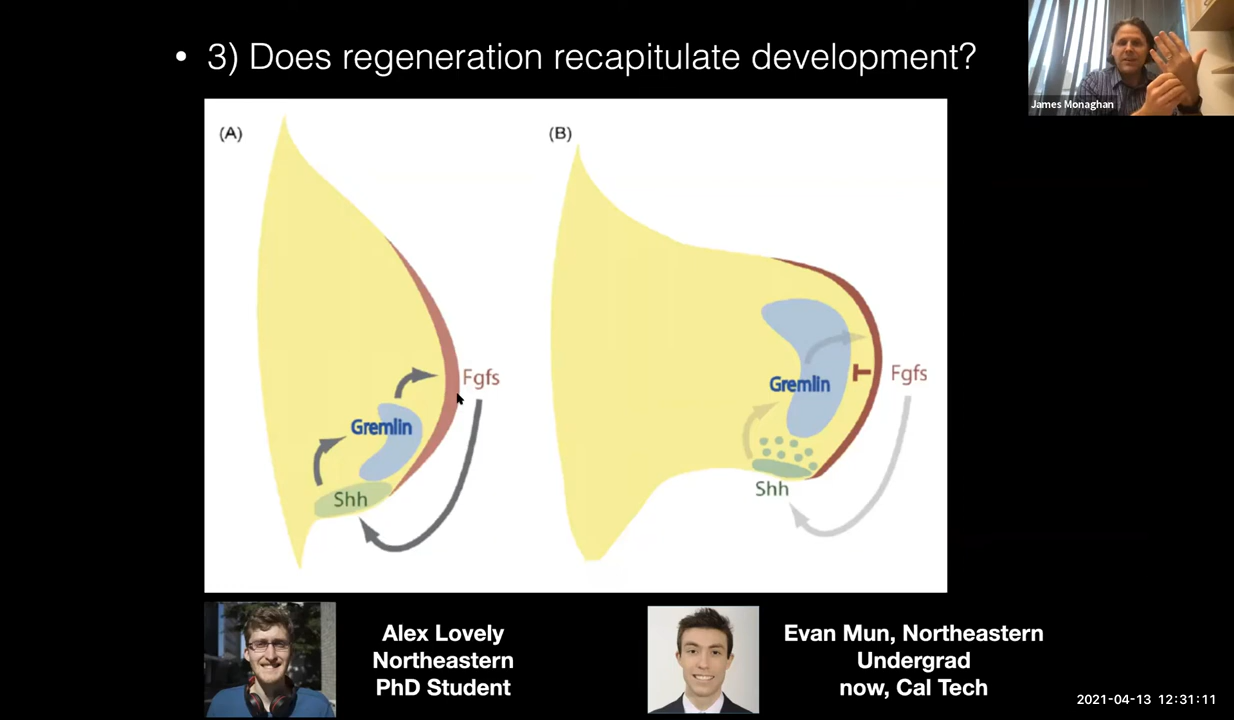 • 3) Does regeneration recapitulate development?
James Monaghan
(A)
Fgfs
Gremlin
Shh
(B)
Fgfs
Gremlin
Shh
Alex Lovely
Northeastern
PhD Student
Evan Mun, Northeastern
Undergrad
now, Cal Tech
2021-04-13 12:31:11